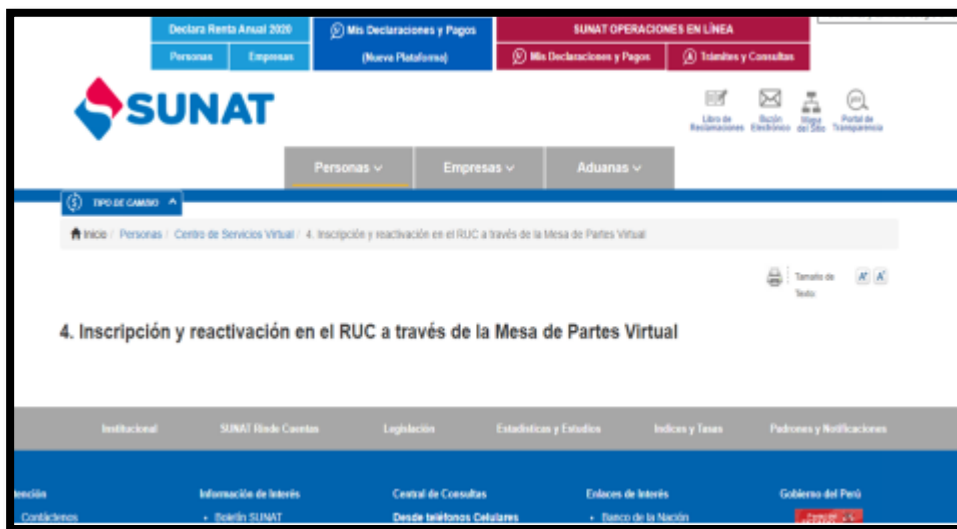 Declara Renta Anual 2020
Mis Declaraciones y Pagos
SUNAT OPERACIONES EN LÍNEA
Personas
Empresas
(Nueva Plataforma)
Mis Declaraciones y Pagos
Trámites y Consultas
SUNAT
Libro de Reclamaciones
Buzón Electrónico
Mapa del Sitio
Portal de Transparencia
Personas
Empresas
Aduanas
TIPO DE CAMBIO
Inicio / Personas / Centro de Servicios Virtual / 4. Inscripción y reactivación en el RUC a través de la Mesa de Partes Virtual
Tamaño de
Texto:
4. Inscripción y reactivación en el RUC a través de la Mesa de Partes Virtual
Institucional
SUNAT Rinde Cuentas
Legislación
Estadísticas y Estudios
Indices y Tasas
Padrones y Notificaciones
Información de Interés
Central de Consultas
Enlaces de Interés
Gobierno del Perú
Contáctenos
Boletín SUNAT
Desde teléfonos Celulares
Banco de la Nación